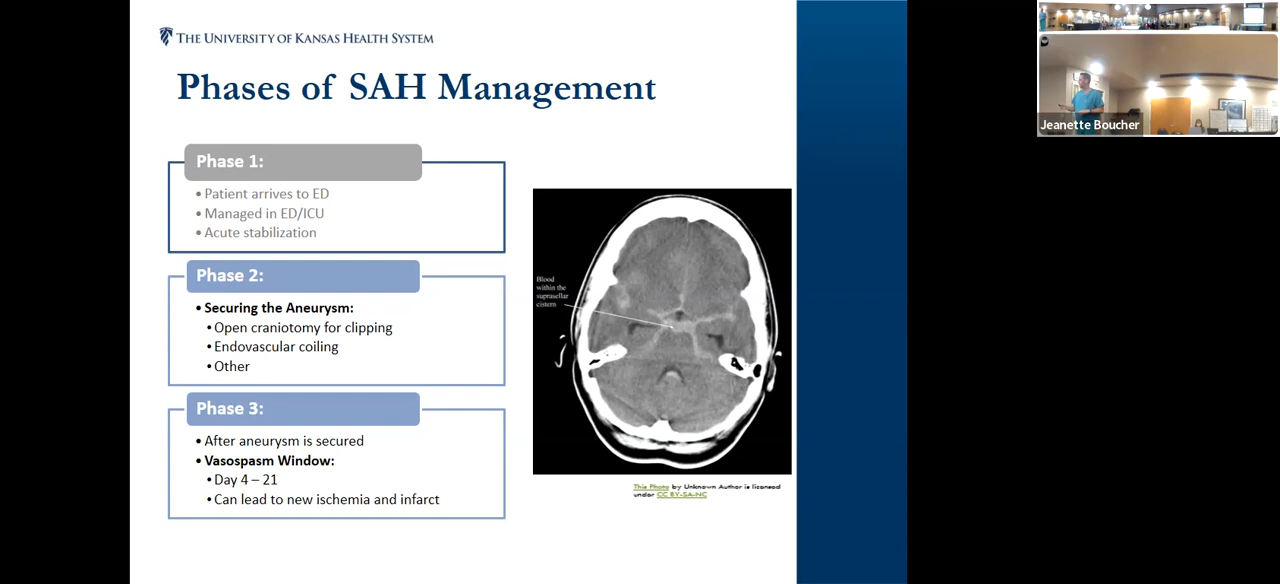 THE UNIVERSITY OF KANSAS HEALTH SYSTEM
Phases of SAH Management
Phase 1:
• Patient arrives to ED
• Managed in ED/ICU
• Acute stabilization
Phase 2:
• Securing the Aneurysm:
• Open craniotomy for clipping
• Endovascular coiling
• Other
Phase 3:
• After aneurysm is secured
• Vasospasm Window:
• Day 4 – 21
• Can lead to new ischemia and infarct
Blood
within the
suprasellar
cistern
This Photo by Unknown Author is licensed
under CC BY-SA-NC
Jeanette Boucher